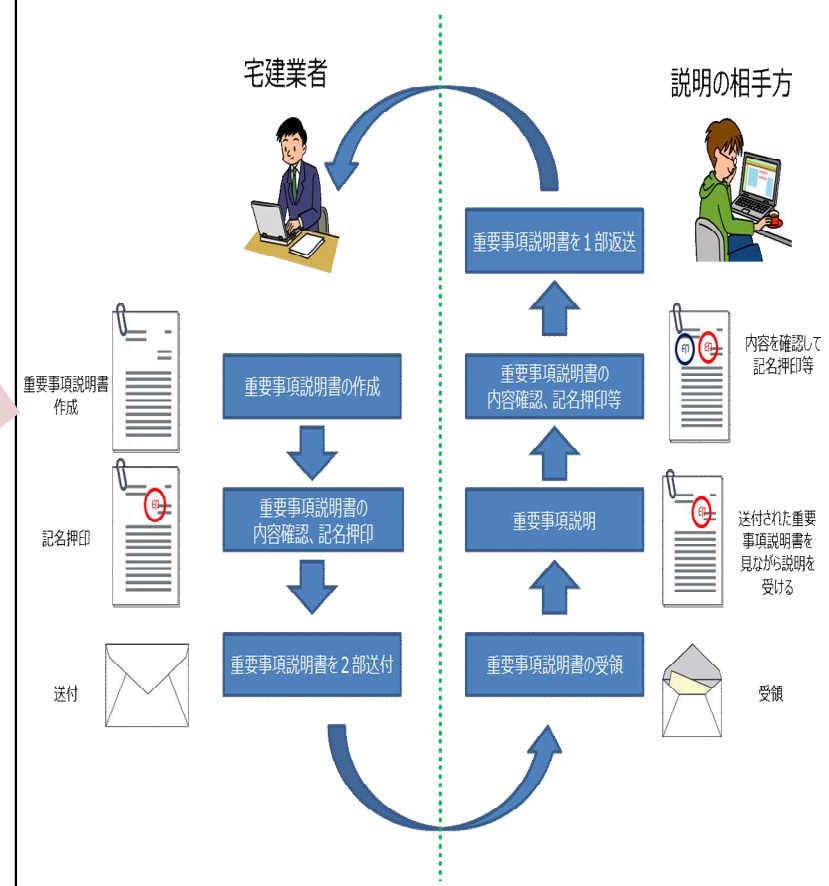 宅建業者
説明の相手方
重要事項説明書
作成
重要事項説明書の作成
記名押印
印
重要事項説明書の
内容確認、記名押印
送付
重要事項説明書を2部送付
重要事項説明書の受領
受領
重要事項説明
印
送付された重要
事項説明書を
見ながら説明を
受ける
重要事項説明書の
内容確認、記名押印等
印
印
内容を確認して
記名押印等
重要事項説明書を1部返送